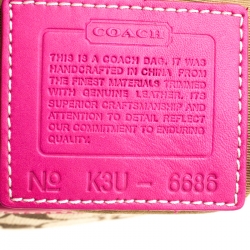 COACH
THIS IS A COACH BAG. IT WAS
HANDCRAFTED IN CHINA FROM
THE FINEST MATERIALS TRIMMED
WITH GENUINE LEATHER. ITS
SUPERIOR CRAFTSMANSHIP AND
ATTENTION TO DETAIL REFLECT
OUR COMMITMENT TO ENDURING
QUALITY.
No K3U - 6686